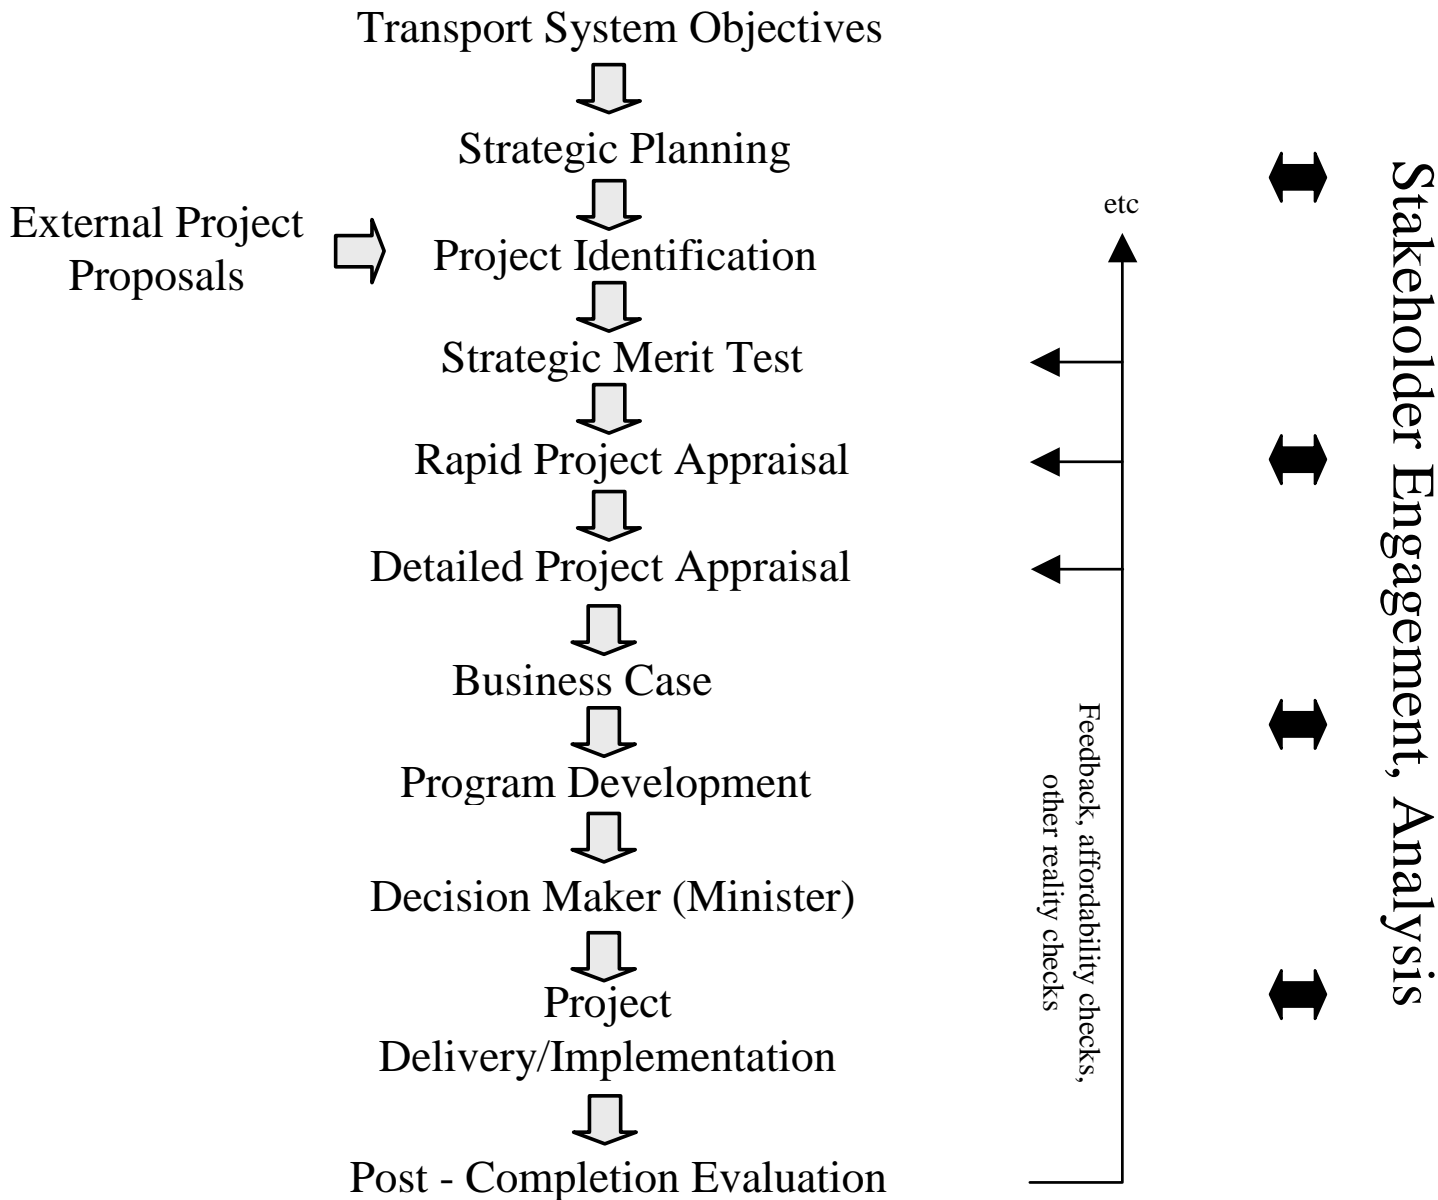 Transport System Objectives
Strategic Planning
External Project
Proposals
Project Identification
Strategic Merit Test
Rapid Project Appraisal
Detailed Project Appraisal
Business Case
Program Development
Decision Maker (Minister)
Project
Delivery/Implementation
Post - Completion Evaluation
etc
Feedback, affordability checks,
other reality checks
Stakeholder Engagement, Analysis